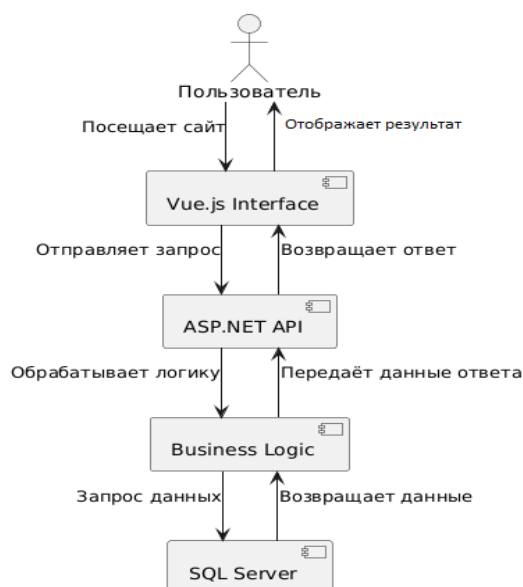 Пользователь
Посещает сайт
Отображает результат
Vue.js Interface
Отправляет запрос
Возвращает ответ
ASP.NET API
Обрабатывает логику
Передаёт данные ответа
Business Logic
Запрос данных
Возвращает данные
SQL Server